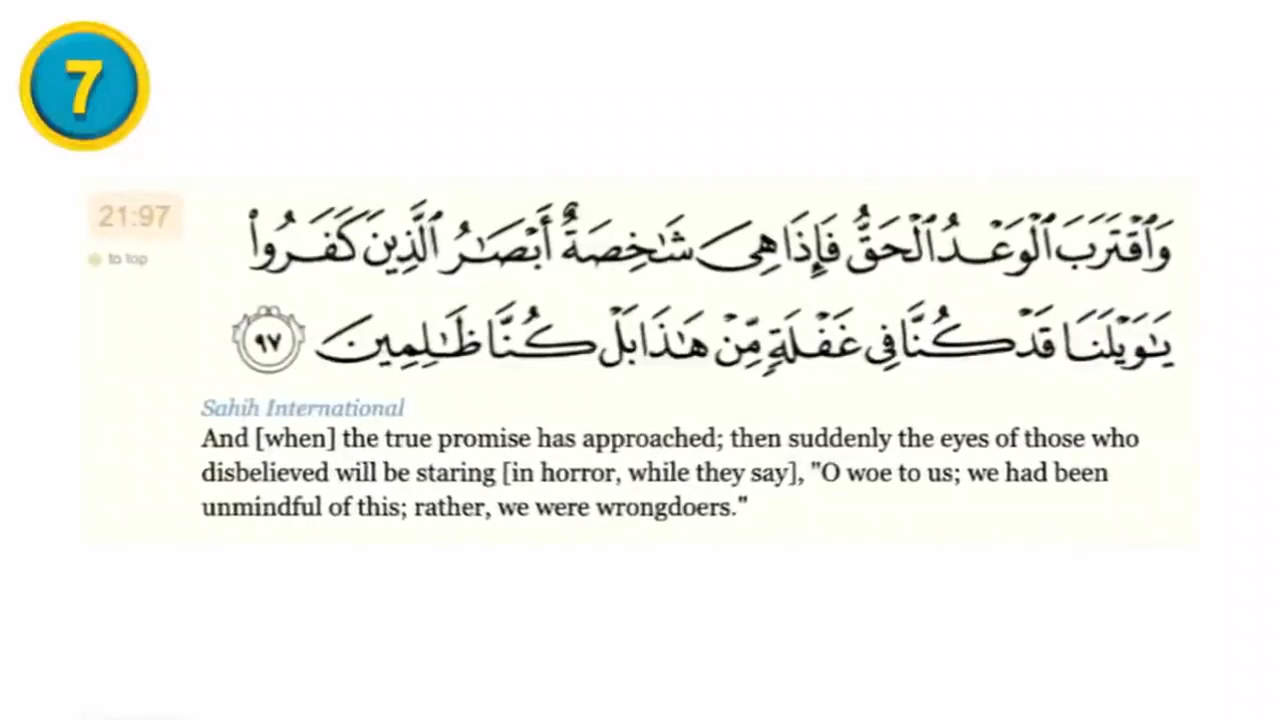 7
21:97
to top
وَٱقْتَرَبَ ٱلْوَعْدُ ٱلْحَقُّ فَإِذَا هِىَ شَـٰخِصَةٌ أَبْصَـٰرُ ٱلَّذِينَ كَفَرُوا۟
يَـٰوَيْلَنَا قَدْ كُنَّا فِى غَفْلَةٍ مِّنْ هَـٰذَا بَلْ كُنَّا ظَـٰلِمِينَ ٩٧
Sahih International
And [when] the true promise has approached; then suddenly the eyes of those who
disbelieved will be staring [in horror, while they say], "O woe to us; we had been
unmindful of this; rather, we were wrongdoers."